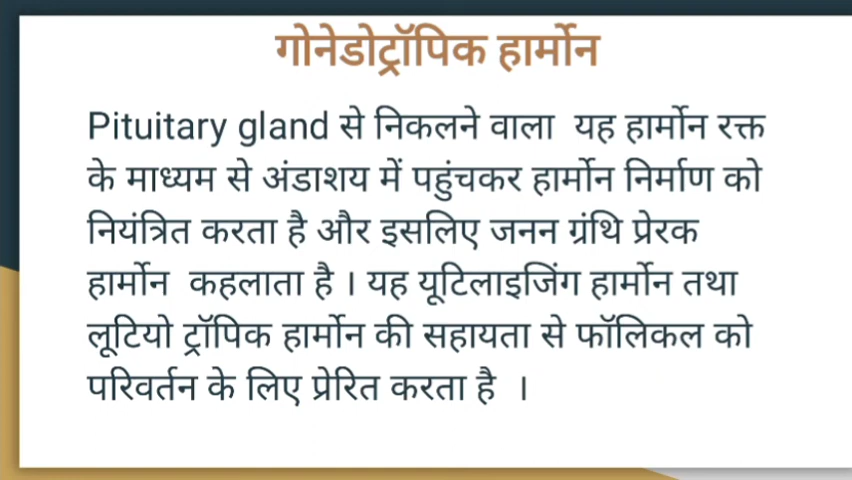 गोनेडोट्रॉपिक हार्मोन
Pituitary gland से निकलने वाला यह हार्मोन रक्त
के माध्यम से अंडाशय में पहुंचकर हार्मोन निर्माण को
नियंत्रित करता है और इसलिए जनन ग्रंथि प्रेरक
हार्मोन कहलाता है । यह यूटिलाइजिंग हार्मोन तथा
लूटियो ट्रॉपिक हार्मोन की सहायता से फॉलिकल को
परिवर्तन के लिए प्रेरित करता है ।